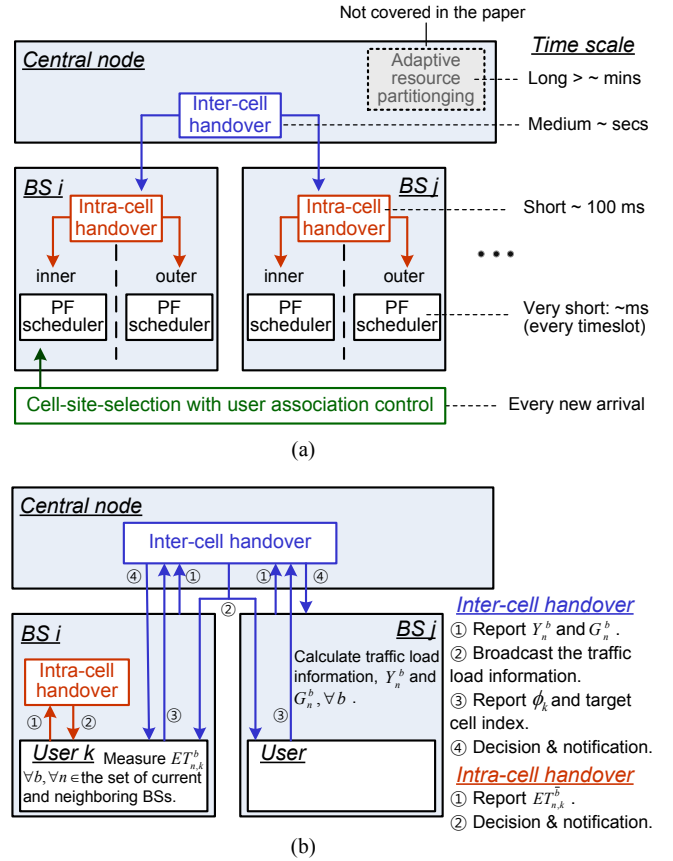 Not covered in the paper
Central node
Adaptive
resource
partitionging
Time scale
Long > ~ mins
Inter-cell
handover
Medium ~ secs
BS i
BS j
Intra-cell
handover
Intra-cell
handover
Short ~ 100 ms
inner
outer
inner
outer
PF
scheduler
PF
scheduler
PF
scheduler
PF
scheduler
Very short: ~ms
(every timeslot)
Cell-site-selection with user association control
Every new arrival
(a)
Central node
Inter-cell handover
④ ① ① ④
②
BS i
BS j
Intra-cell
handover
① ② ③
Calculate traffic load
information, Y_n^b and
G_n^b, ∀b .
③
User k Measure ET_{n,k}^b
∀b, ∀n ∈ the set of current
and neighboring BSs.
User
Inter-cell handover
① Report Y_n^b and G_n^b .
② Broadcast the traffic
load information.
③ Report ϕ_k and target
cell index.
④ Decision & notification.
Intra-cell handover
① Report ET_{n,k}^{b̄} .
② Decision & notification.
(b)